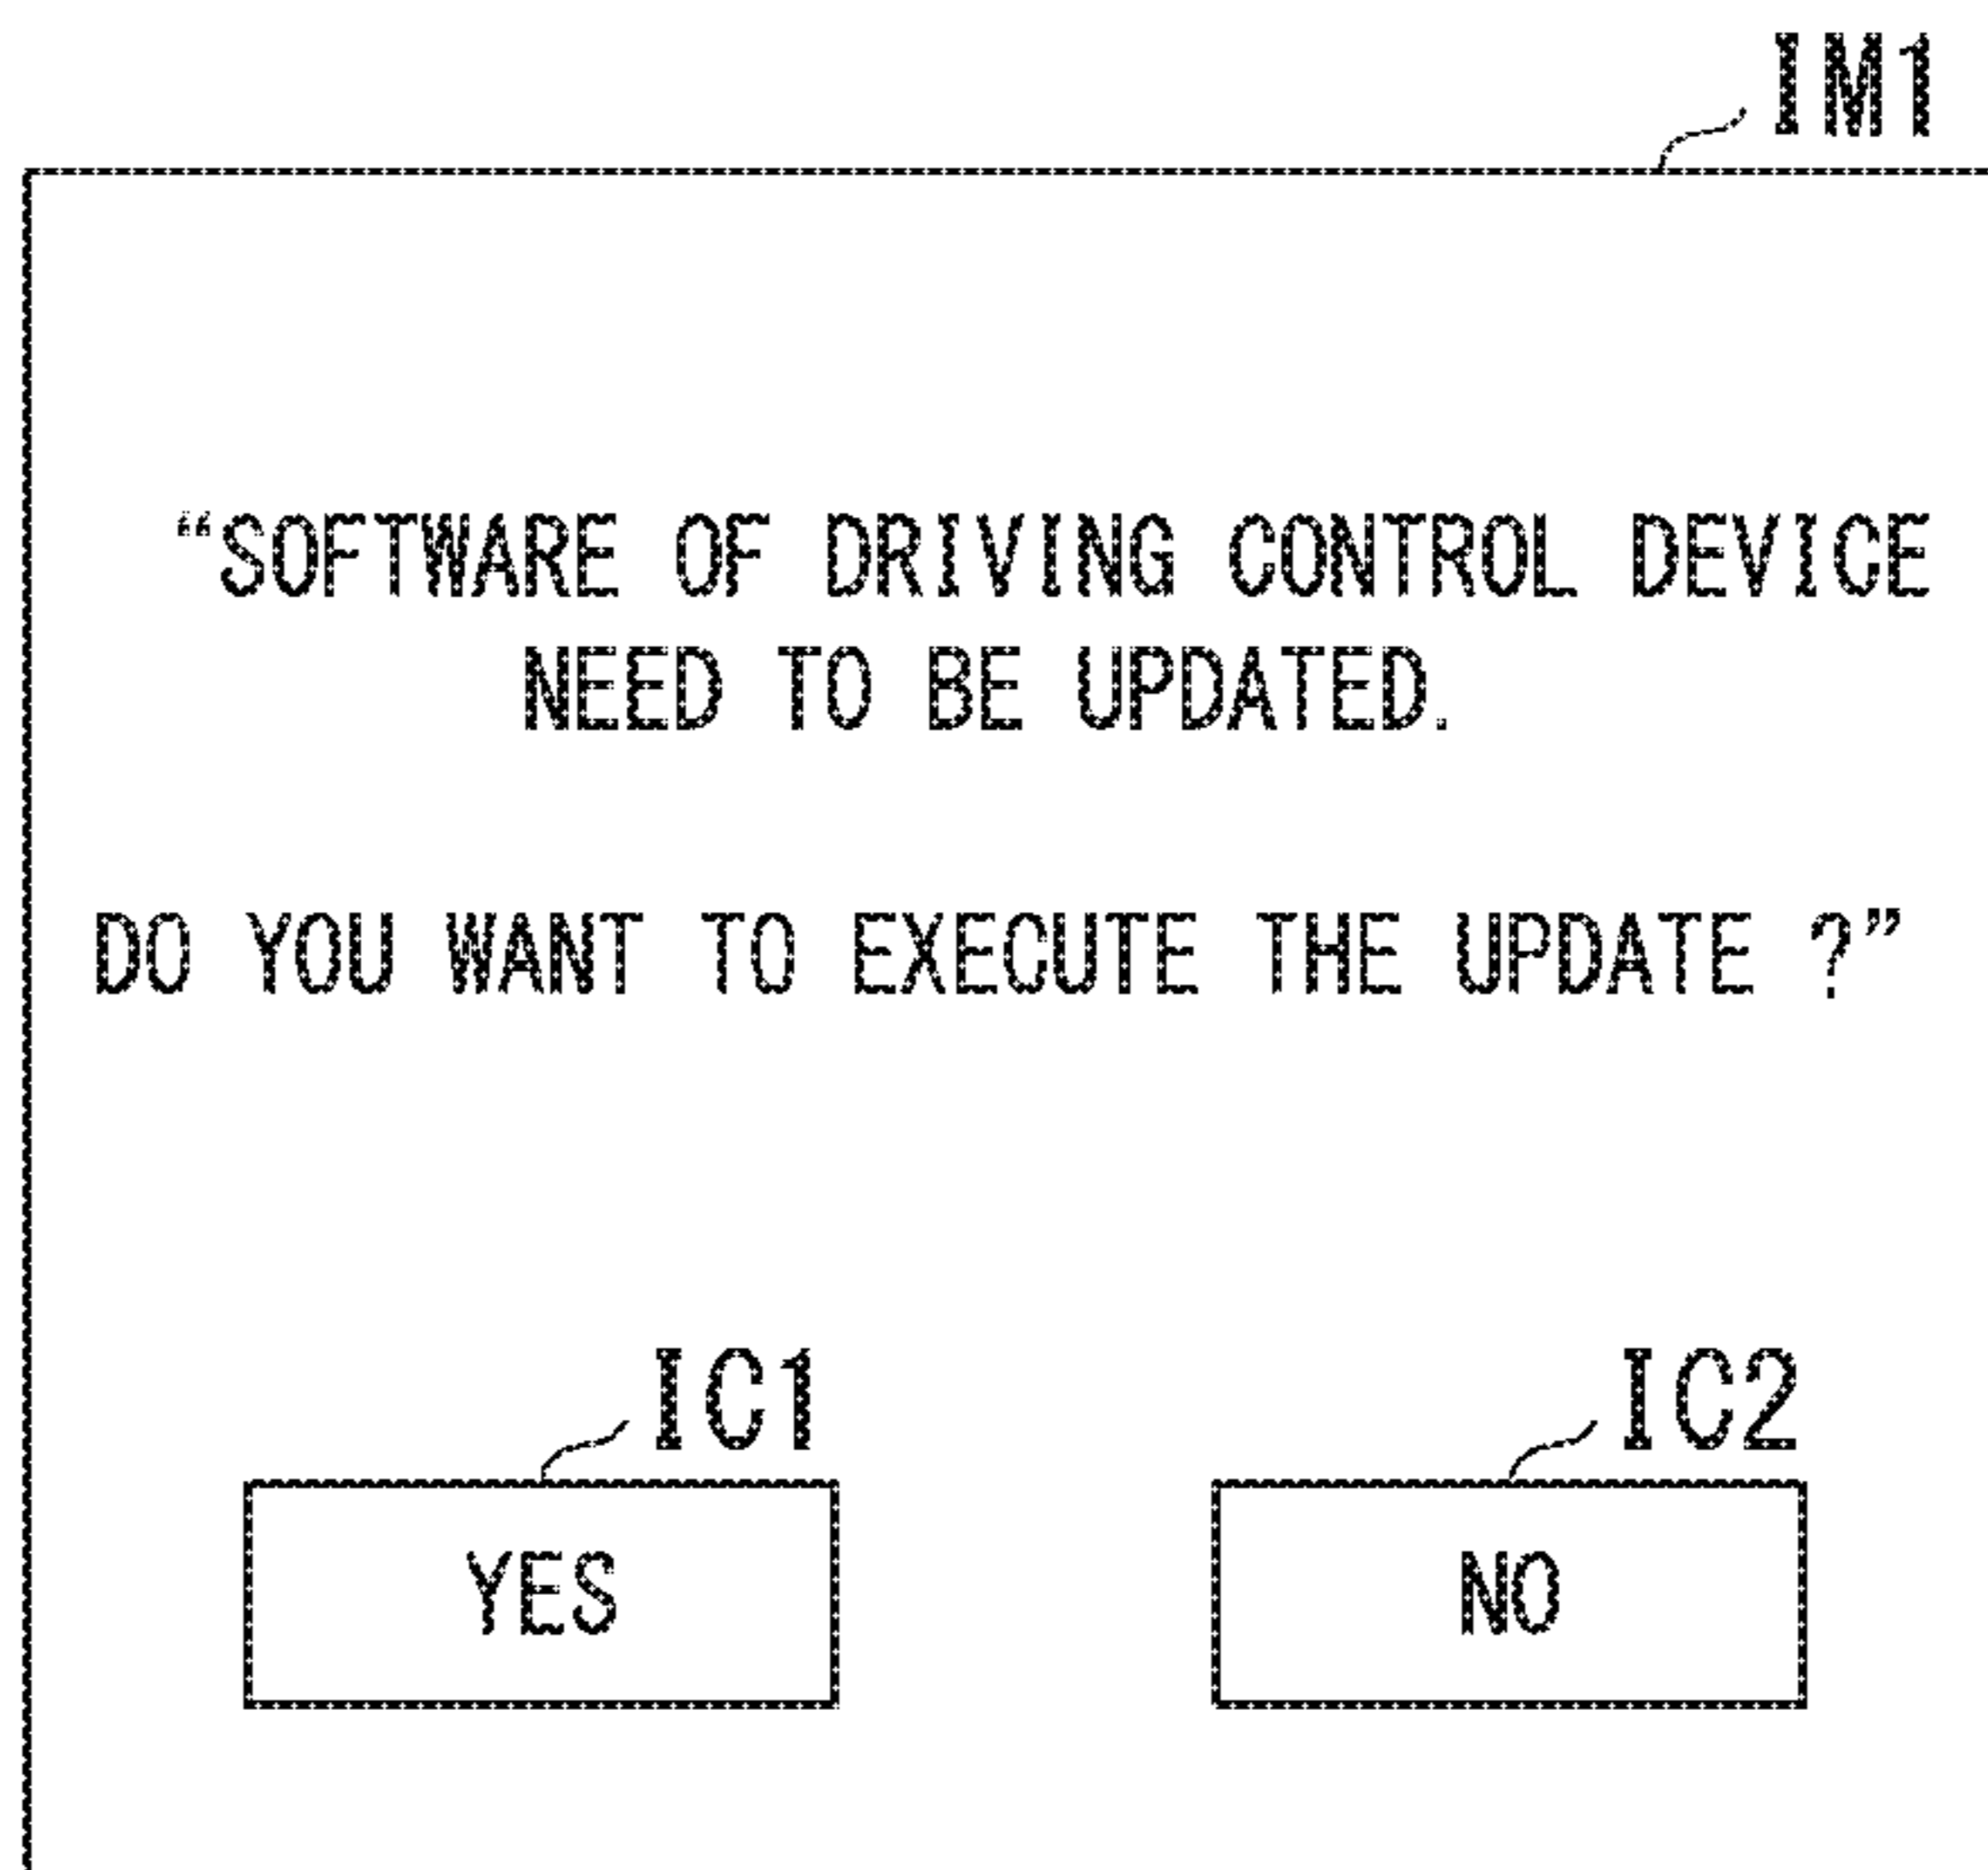 IM1
“SOFTWARE OF DRIVING CONTROL DEVICE
NEED TO BE UPDATED.
DO YOU WANT TO EXECUTE THE UPDATE ?”
IC1 IC2
YES NO